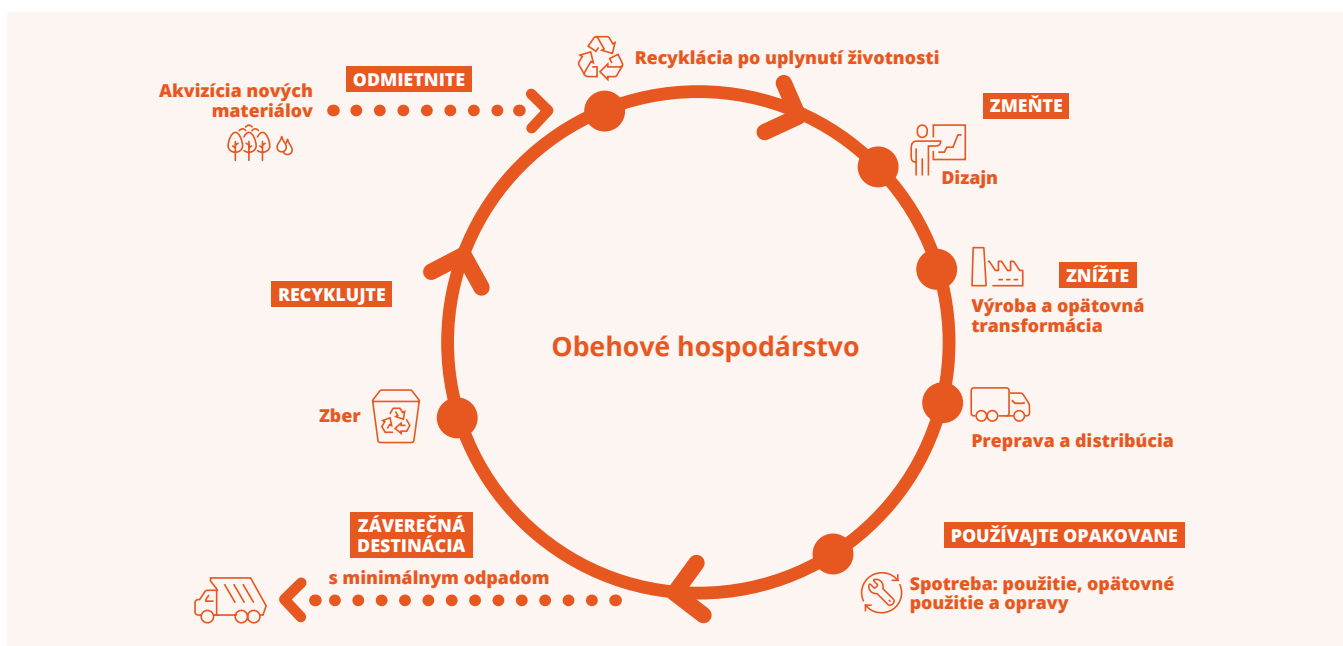 Recyklácia po uplynutí životnosti
ODMIETNITE
Akvizícia nových
materiálov
ZMEŇTE
Dizajn
ZNÍŽTE
Výroba a opätovná
transformácia
RECYKLUJTE
Obehové hospodárstvo
Zber
Preprava a distribúcia
ZÁVEREČNÁ
DESTINÁCIA
s minimálnym odpadom
POUŽÍVAJTE OPAKOVANE
Spotreba: použitie, opätovné
použitie a opravy